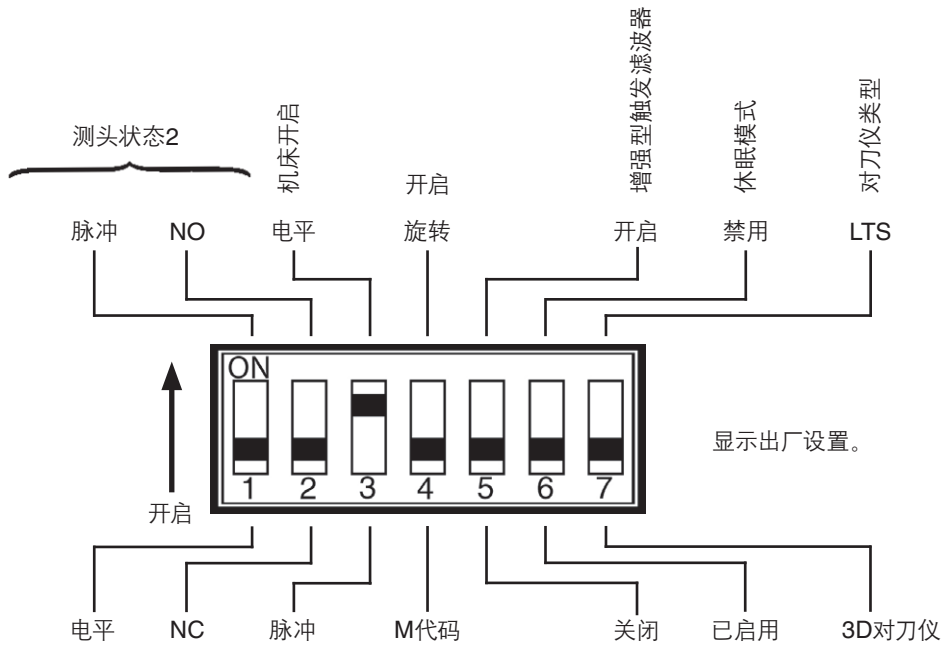 测头状态2
机床开启
开启
增强型触发滤波器
休眠模式
对刀仪类型
脉冲
NO
电平
旋转
开启
禁用
LTS
ON
1 2 3 4 5 6 7
开启
显示出厂设置。
电平
NC
脉冲
M代码
关闭
已启用
3D对刀仪